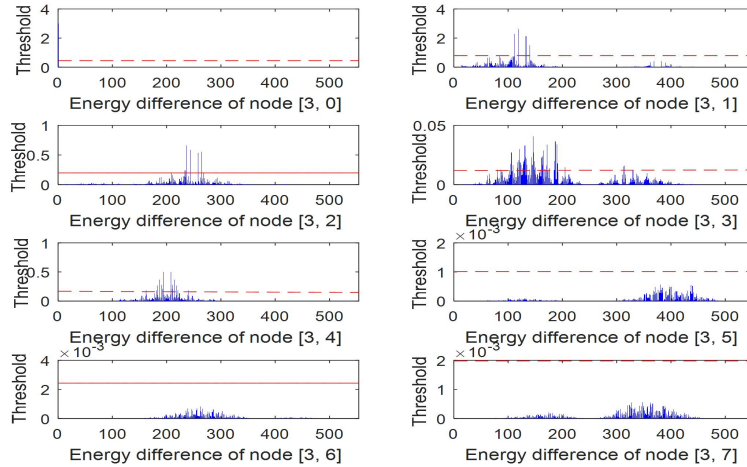 4
2
0
Threshold
0 100 200 300 400 500
Energy difference of node [3, 0]
4
2
0
Threshold
0 100 200 300 400 500
Energy difference of node [3, 1]
1
0.5
0
Threshold
0 100 200 300 400 500
Energy difference of node [3, 2]
0.05
0
Threshold
0 100 200 300 400 500
Energy difference of node [3, 3]
1
0.5
0
Threshold
0 100 200 300 400 500
Energy difference of node [3, 4]
× 10⁻³
2
1
0
Threshold
0 100 200 300 400 500
Energy difference of node [3, 5]
× 10⁻³
4
2
0
Threshold
0 100 200 300 400 500
Energy difference of node [3, 6]
× 10⁻³
2
1
0
Threshold
0 100 200 300 400 500
Energy difference of node [3, 7]